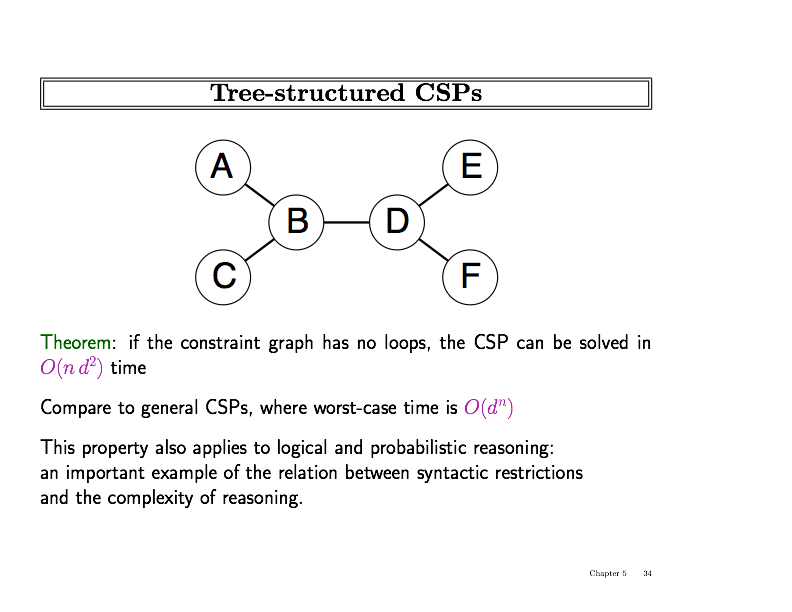 Tree-structured CSPs
A
E
B
D
C
F
Theorem: if the constraint graph has no loops, the CSP can be solved in
O(n d²) time
Compare to general CSPs, where worst-case time is O(dⁿ)
This property also applies to logical and probabilistic reasoning:
an important example of the relation between syntactic restrictions
and the complexity of reasoning.
Chapter 5 34